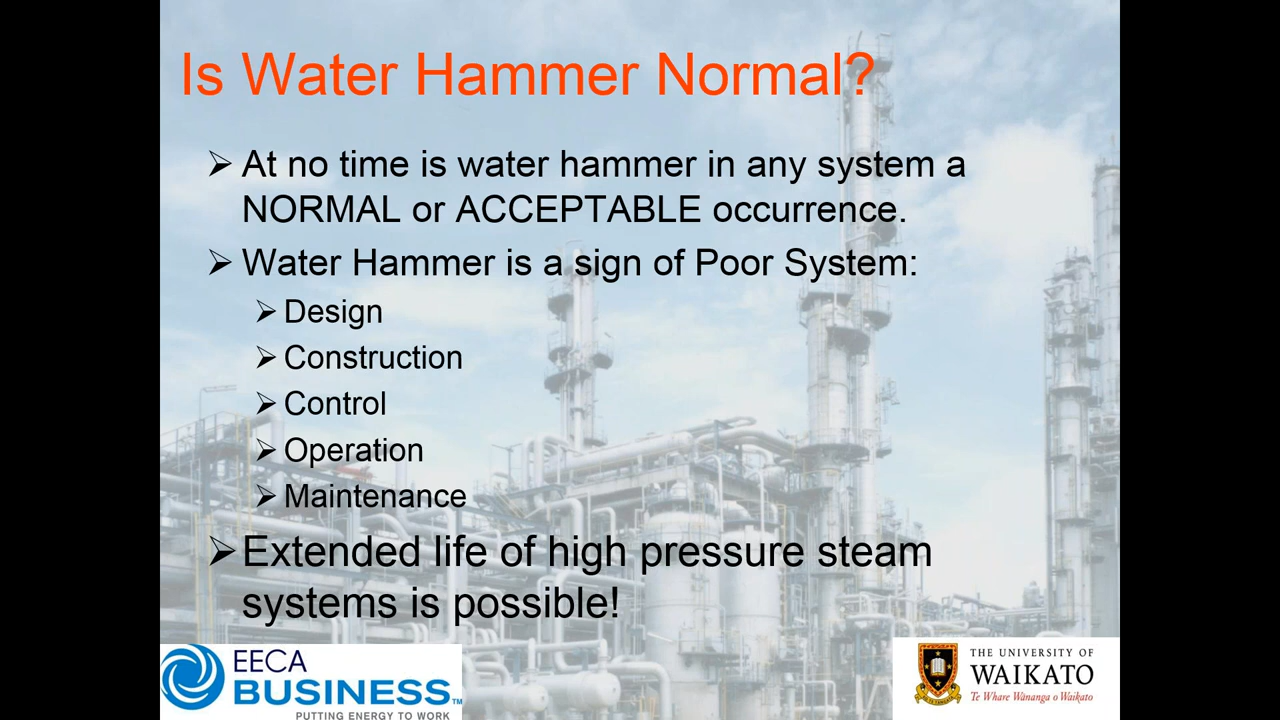 Is Water Hammer Normal?
➢ At no time is water hammer in any system a
NORMAL or ACCEPTABLE occurrence.
➢ Water Hammer is a sign of Poor System:
➢ Design
➢ Construction
➢ Control
➢ Operation
➢ Maintenance
➢ Extended life of high pressure steam
systems is possible!
EECA
BUSINESS™
PUTTING ENERGY TO WORK
THE UNIVERSITY OF
WAIKATO
Te Whare Wānanga o Waikato